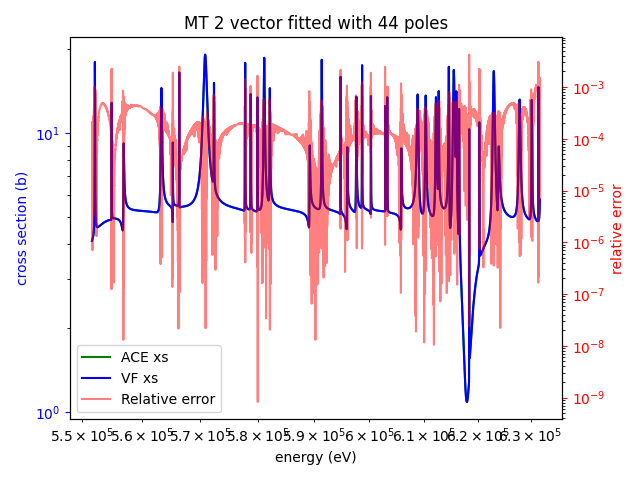 MT 2 vector fitted with 44 poles
cross section (b)
10¹
10⁰
relative error
10⁻³
10⁻⁴
10⁻⁵
10⁻⁶
10⁻⁷
10⁻⁸
10⁻⁹
ACE xs
VF xs
Relative error
5.5 × 10⁵ 5.6 × 10⁵ 5.7 × 10⁵ 5.8 × 10⁵ 5.9 × 10⁵ 6 × 10⁵ 6.1 × 10⁵ 6.2 × 10⁵ 6.3 × 10⁵
energy (eV)